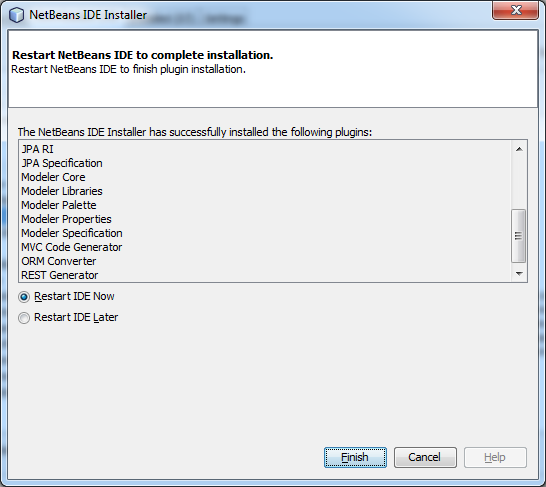 NetBeans IDE Installer
Restart NetBeans IDE to complete installation.
Restart NetBeans IDE to finish plugin installation.
The NetBeans IDE Installer has successfully installed the following plugins:
JPA RI
JPA Specification
Modeler Core
Modeler Libraries
Modeler Palette
Modeler Properties
Modeler Specification
MVC Code Generator
ORM Converter
REST Generator
Restart IDE Now
Restart IDE Later
Finish
Cancel
Help